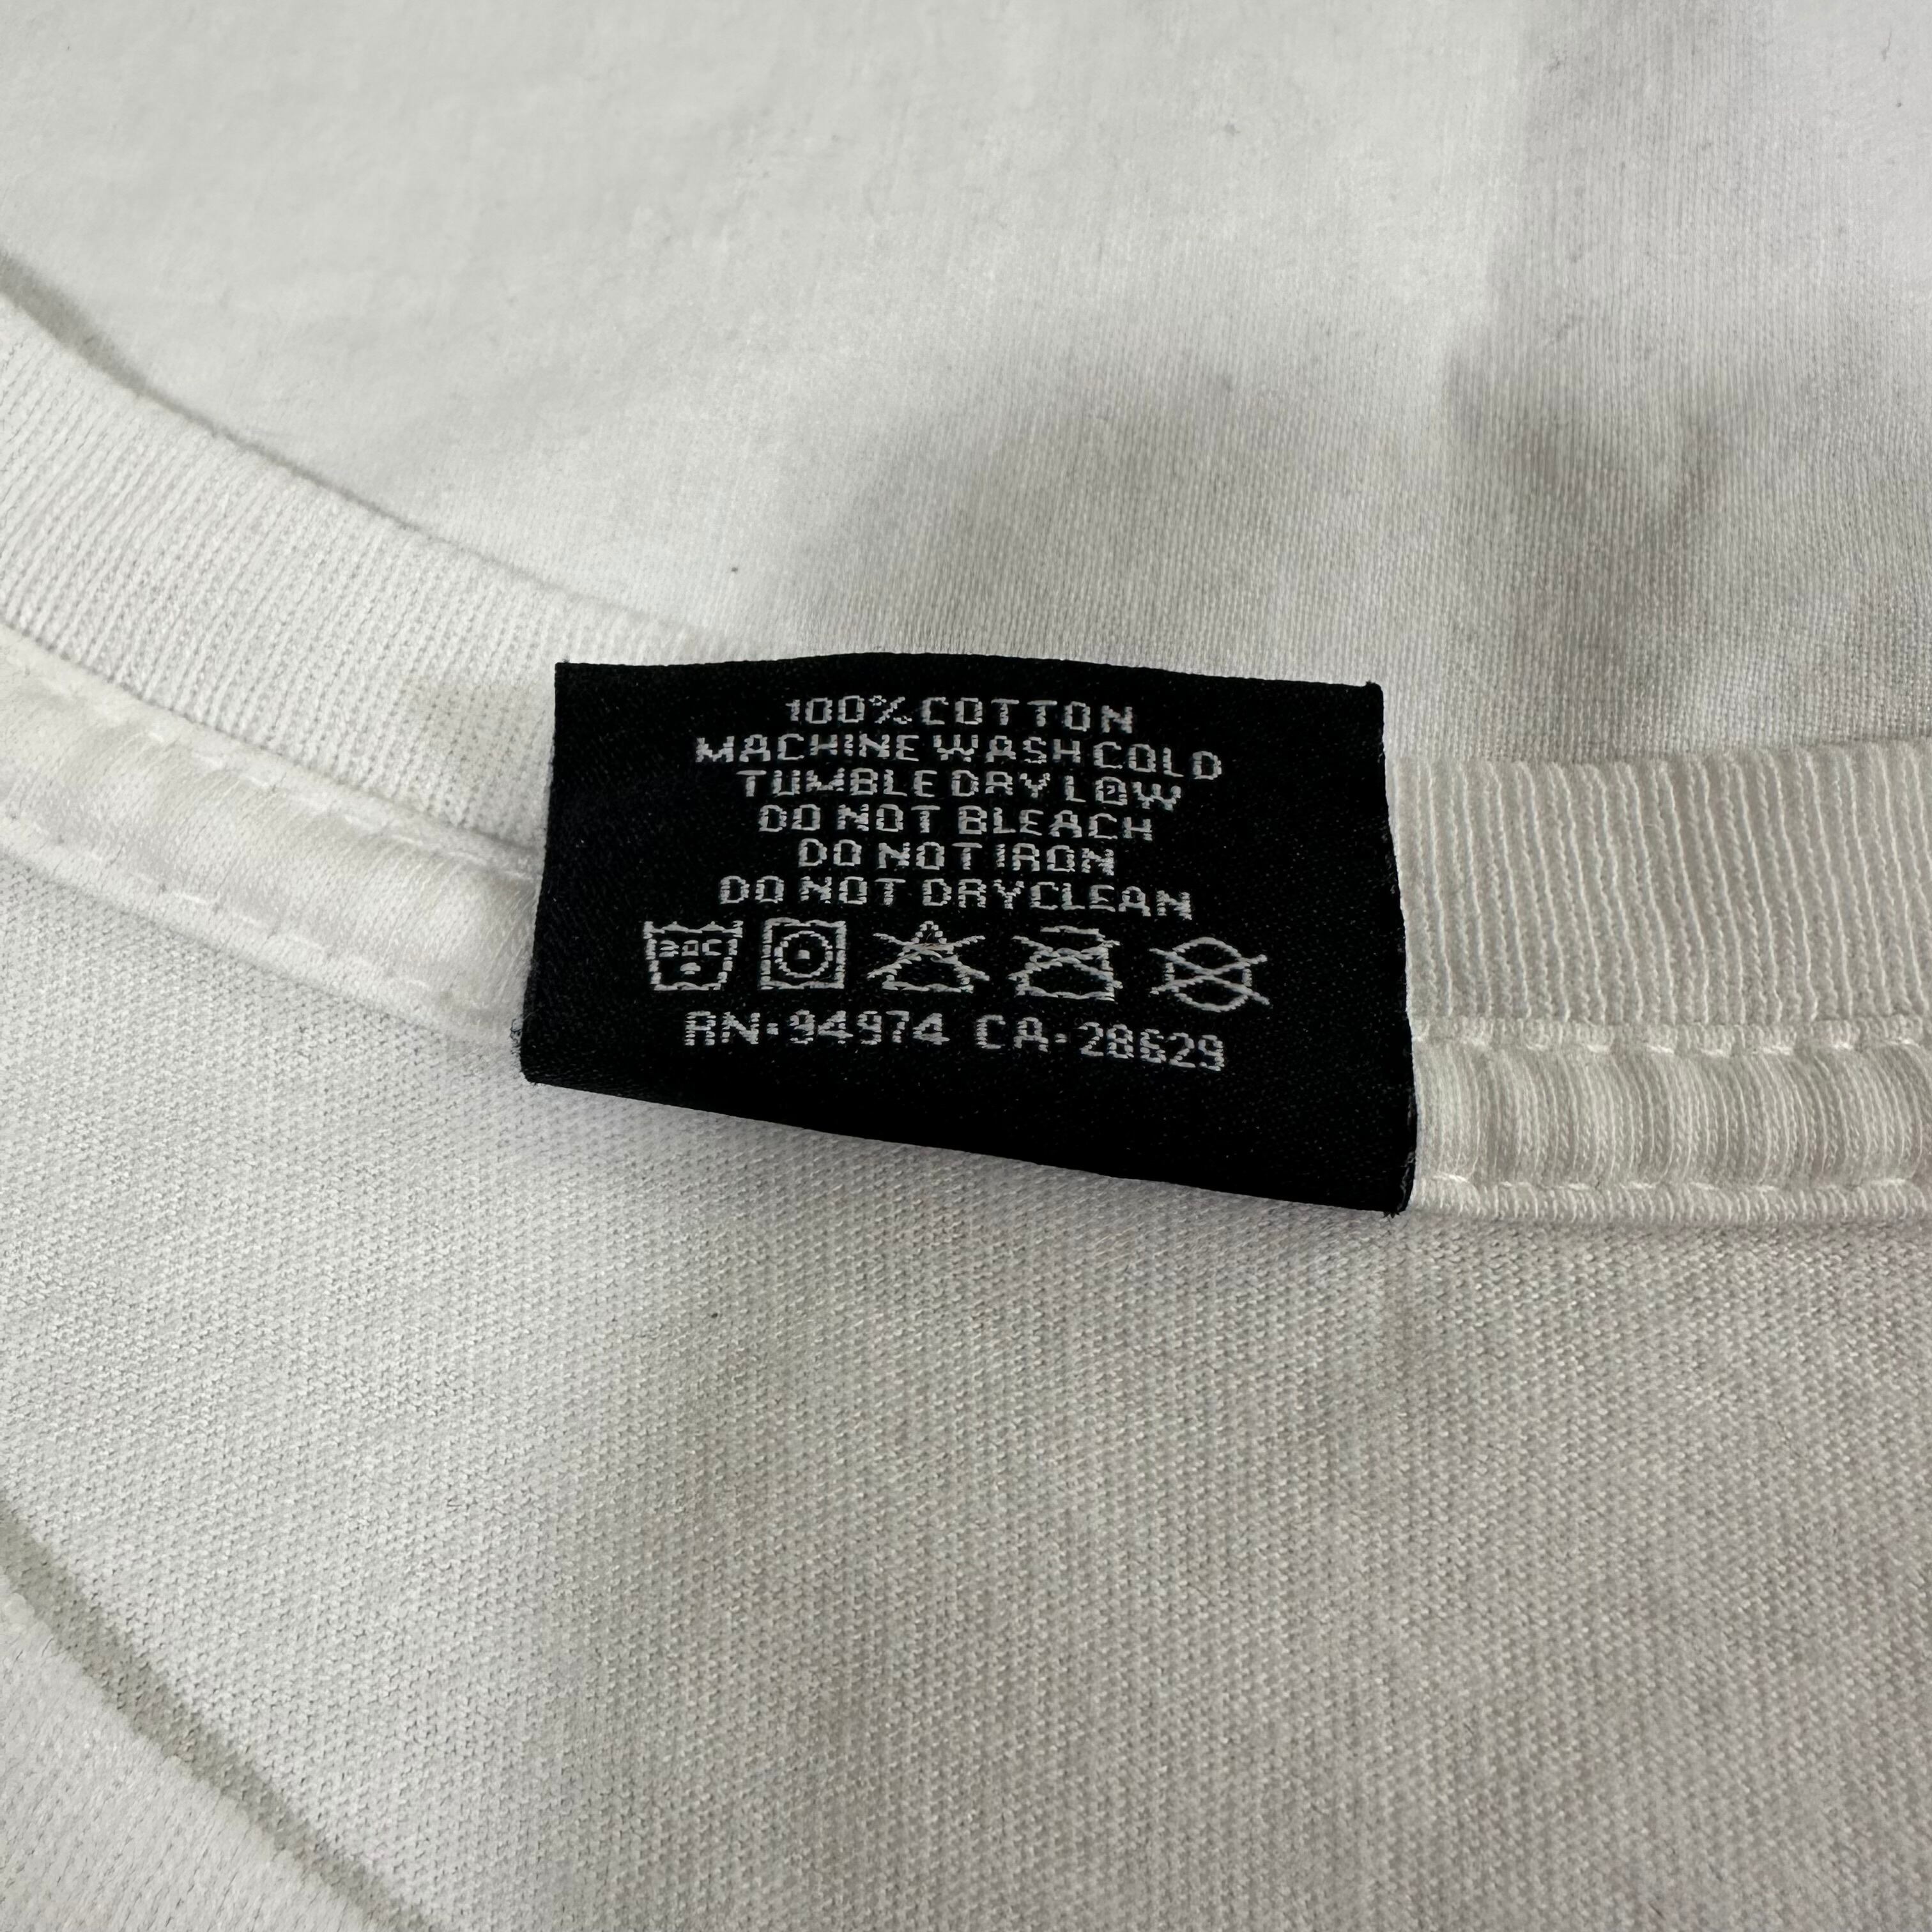 100% COTTON
MACHINE WASH COLD
TUMBLE DRY LOW
DO NOT BLEACH
DO NOT IRON
DO NOT DRYCLEAN
30C
RN•94974 CA•28629